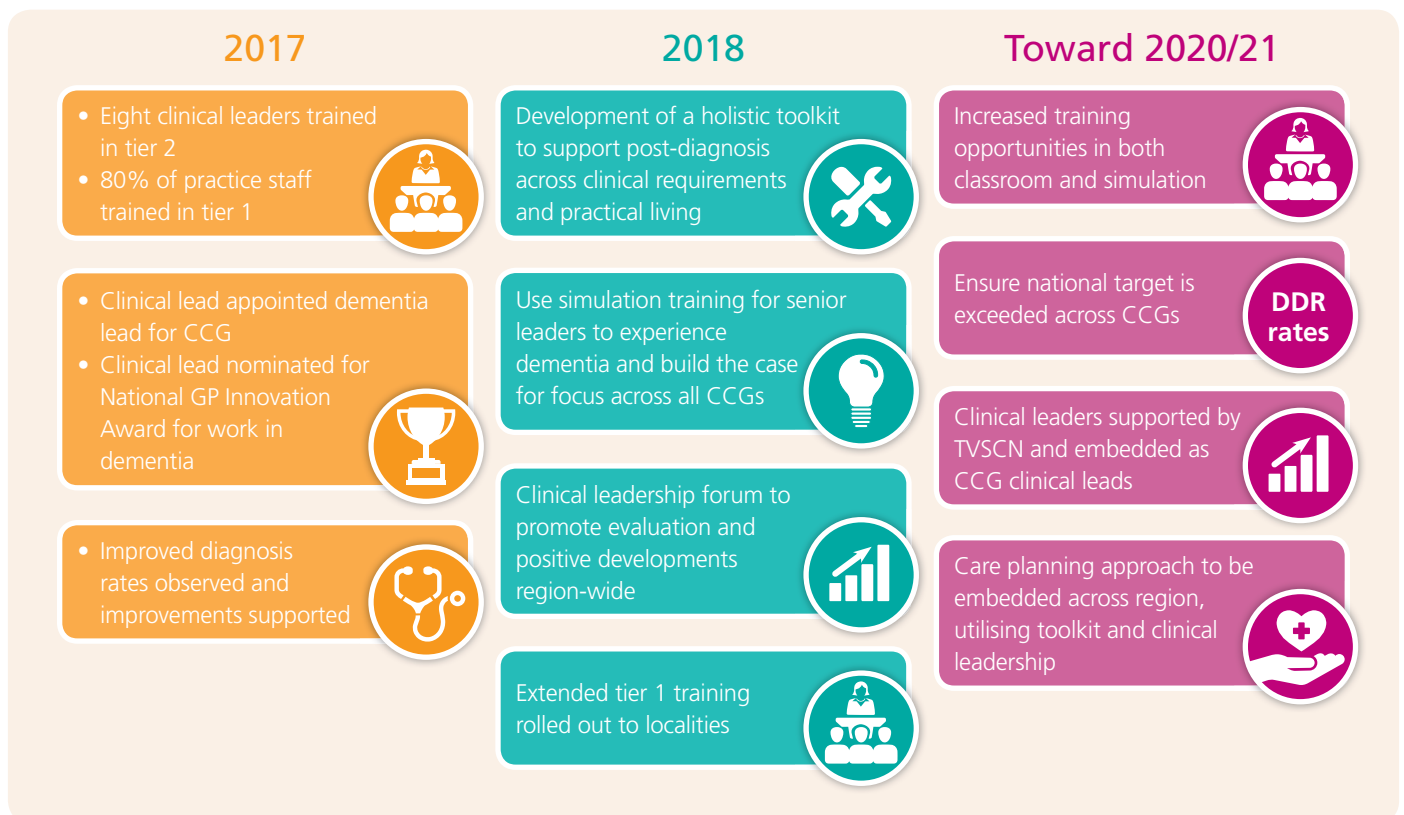 2017
• Eight clinical leaders trained
in tier 2
• 80% of practice staff
trained in tier 1
• Clinical lead appointed dementia
lead for CCG
• Clinical lead nominated for
National GP Innovation
Award for work in
dementia
• Improved diagnosis
rates observed and
improvements supported
2018
Development of a holistic toolkit
to support post-diagnosis
across clinical requirements
and practical living
Use simulation training for senior
leaders to experience
dementia and build the case
for focus across all CCGs
Clinical leadership forum to
promote evaluation and
positive developments
region-wide
Extended tier 1 training
rolled out to localities
Toward 2020/21
Increased training
opportunities in both
classroom and simulation
Ensure national target is
exceeded across CCGs
DDR
rates
Clinical leaders supported by
TVSCN and embedded as
CCG clinical leads
Care planning approach to be
embedded across region,
utilising toolkit and clinical
leadership